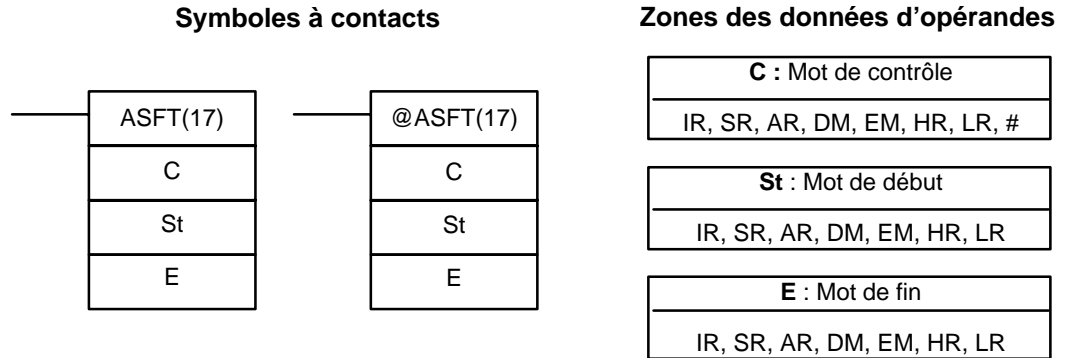 Symboles à contacts
Zones des données d'opérandes
ASFT(17)
C
St
E
@ASFT(17)
C
St
E
C : Mot de contrôle
IR, SR, AR, DM, EM, HR, LR, #
St : Mot de début
IR, SR, AR, DM, EM, HR, LR
E : Mot de fin
IR, SR, AR, DM, EM, HR, LR